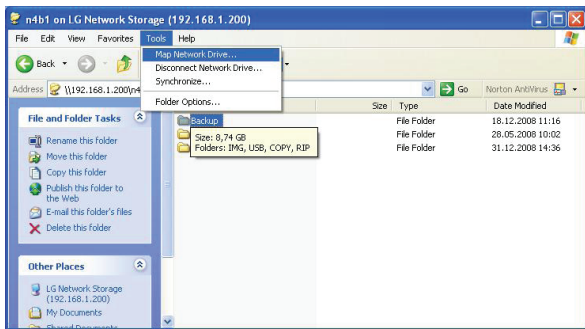 n4b1 on LG Network Storage (192.168.1.200)
File Edit View Favorites Tools Help
Back
Map Network Drive...
Disconnect Network Drive...
Synchronize...
Folder Options...
Address \\192.168.1.200\n4
Go Norton AntiVirus
Size Type Date Modified
File and Folder Tasks
Rename this folder
Move this folder
Copy this folder
Publish this folder to
the Web
E-mail this folder's files
Delete this folder
Other Places
LG Network Storage
(192.168.1.200)
My Documents
Shared Documents
Backup File Folder 18.12.2008 11:16
File Folder 28.05.2008 10:02
File Folder 31.12.2008 14:36
Size: 8,74 GB
Folders: IMG, USB, COPY, RIP